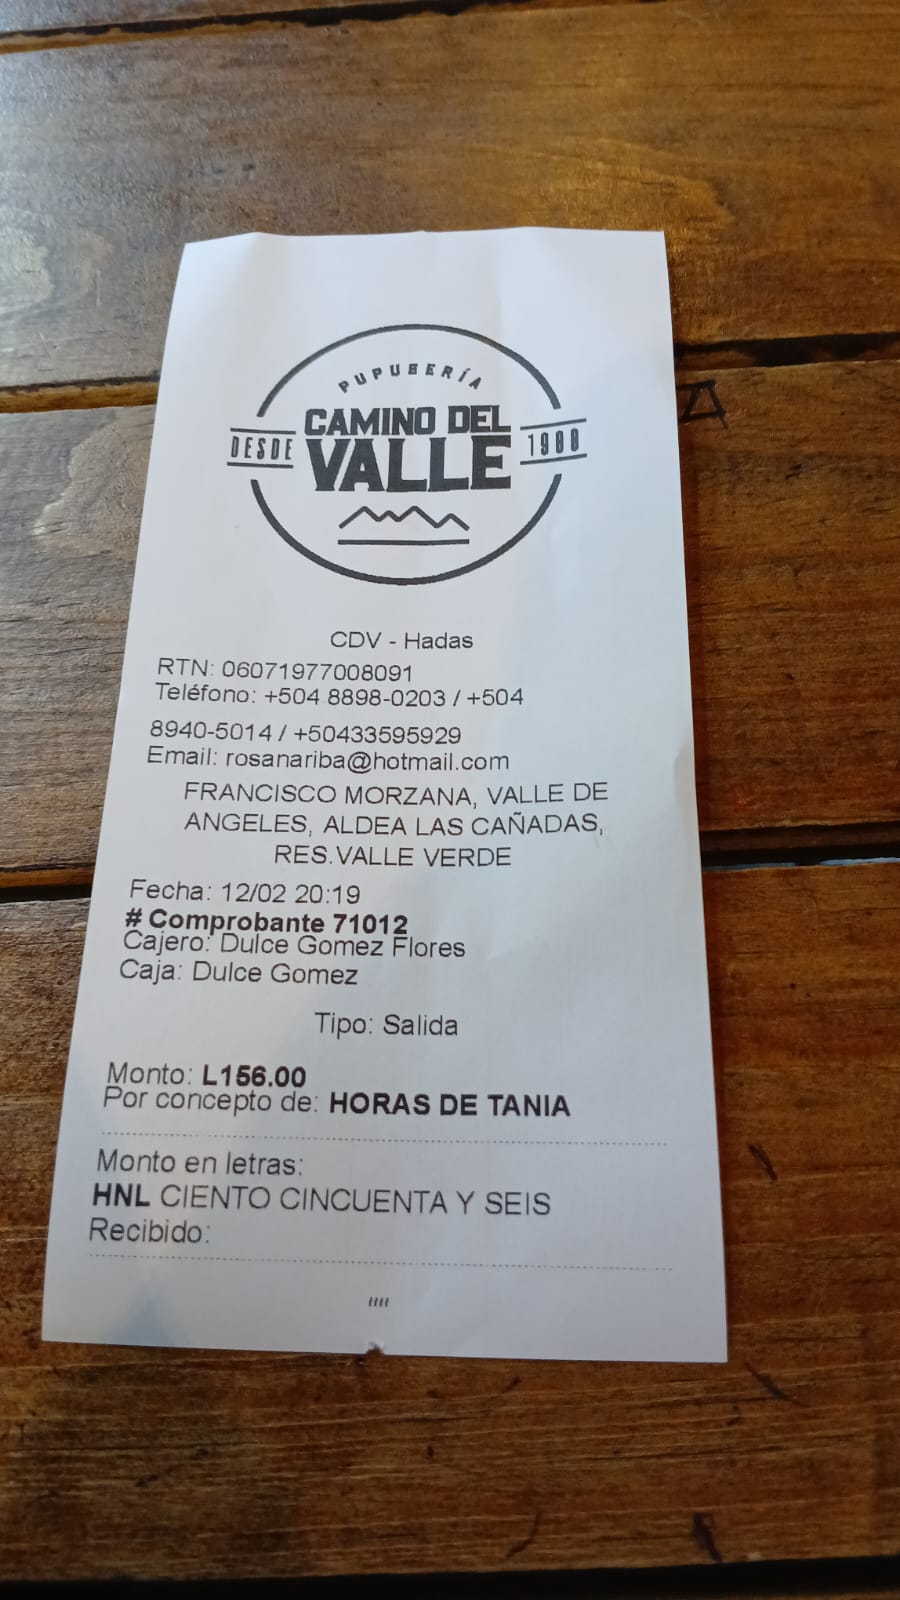 PUPUSERÍA
CAMINO DEL
DESDE VALLE 1980
CDV - Hadas
RTN: 06071977008091
Teléfono: +504 8898-0203 / +504
8940-5014 / +50433595929
Email: rosanariba@hotmail.com
FRANCISCO MORZANA, VALLE DE
ANGELES, ALDEA LAS CAÑADAS,
RES.VALLE VERDE
Fecha: 12/02 20:19
# Comprobante 71012
Cajero: Dulce Gomez Flores
Caja: Dulce Gomez
Tipo: Salida
Monto: L156.00
Por concepto de: HORAS DE TANIA
Monto en letras:
HNL CIENTO CINCUENTA Y SEIS
Recibido: